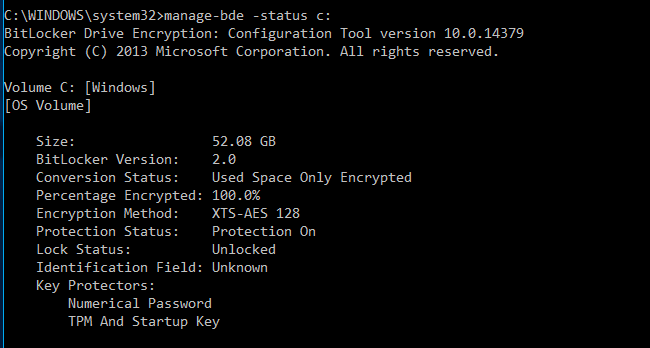 C:\WINDOWS\system32>manage-bde -status c:
BitLocker Drive Encryption: Configuration Tool version 10.0.14379
Copyright (C) 2013 Microsoft Corporation. All rights reserved.
Volume C: [Windows]
[OS Volume]
Size: 52.08 GB
BitLocker Version: 2.0
Conversion Status: Used Space Only Encrypted
Percentage Encrypted: 100.0%
Encryption Method: XTS-AES 128
Protection Status: Protection On
Lock Status: Unlocked
Identification Field: Unknown
Key Protectors:
Numerical Password
TPM And Startup Key